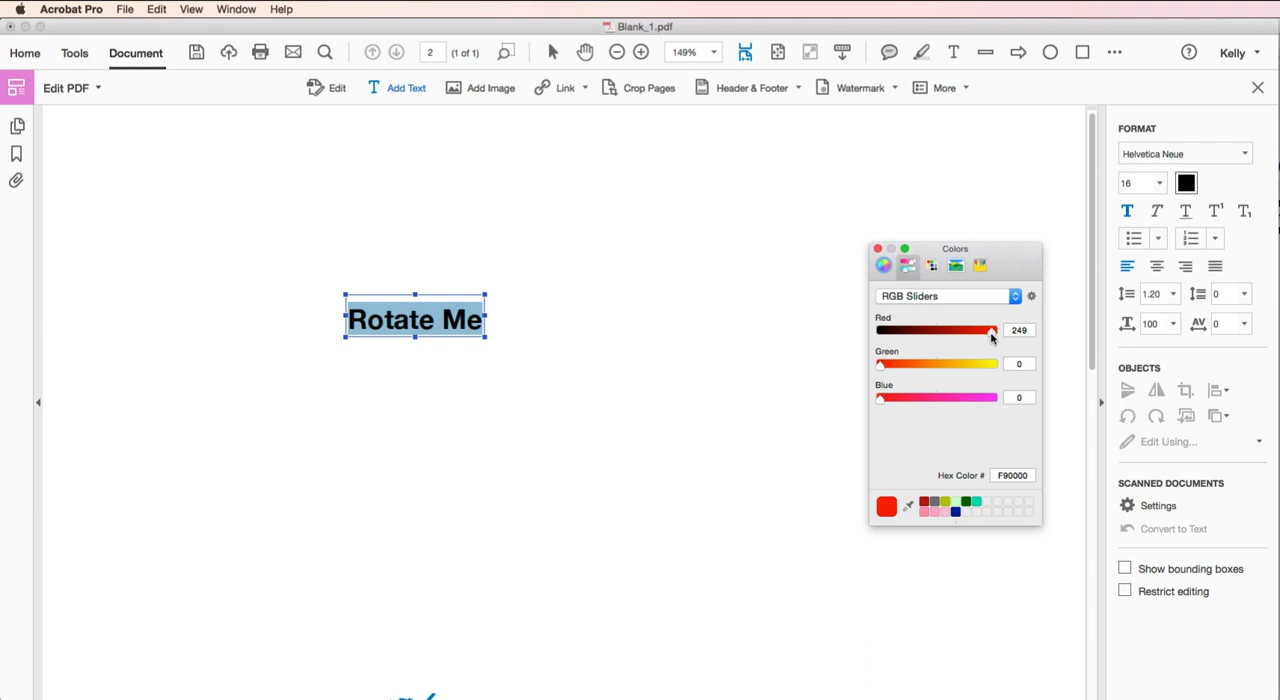 Acrobat Pro File Edit View Window Help
Blank_1.pdf
Home Tools Document 2 (1 of 1) 149% Kelly
Edit PDF Edit Add Text Add Image Link Crop Pages Header & Footer Watermark More
FORMAT
Helvetica Neue
16
T T T T¹ T₁
1.20 0
100 AV 0
OBJECTS
Edit Using...
SCANNED DOCUMENTS
Settings
Convert to Text
Show bounding boxes
Restrict editing
Rotate Me
Colors
RGB Sliders
Red
249
Green
0
Blue
0
Hex Color # F90000